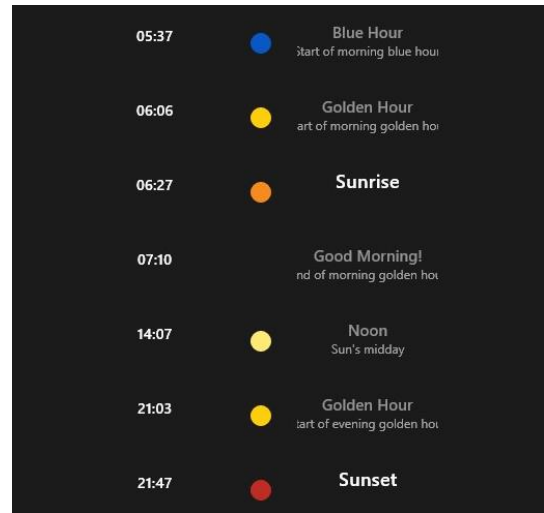 05:37
Blue Hour
Start of morning blue hour
06:06
Golden Hour
art of morning golden ho
06:27
Sunrise
07:10
Good Morning!
nd of morning golden hou
14:07
Noon
Sun's midday
21:03
Golden Hour
tart of evening golden hou
21:47
Sunset